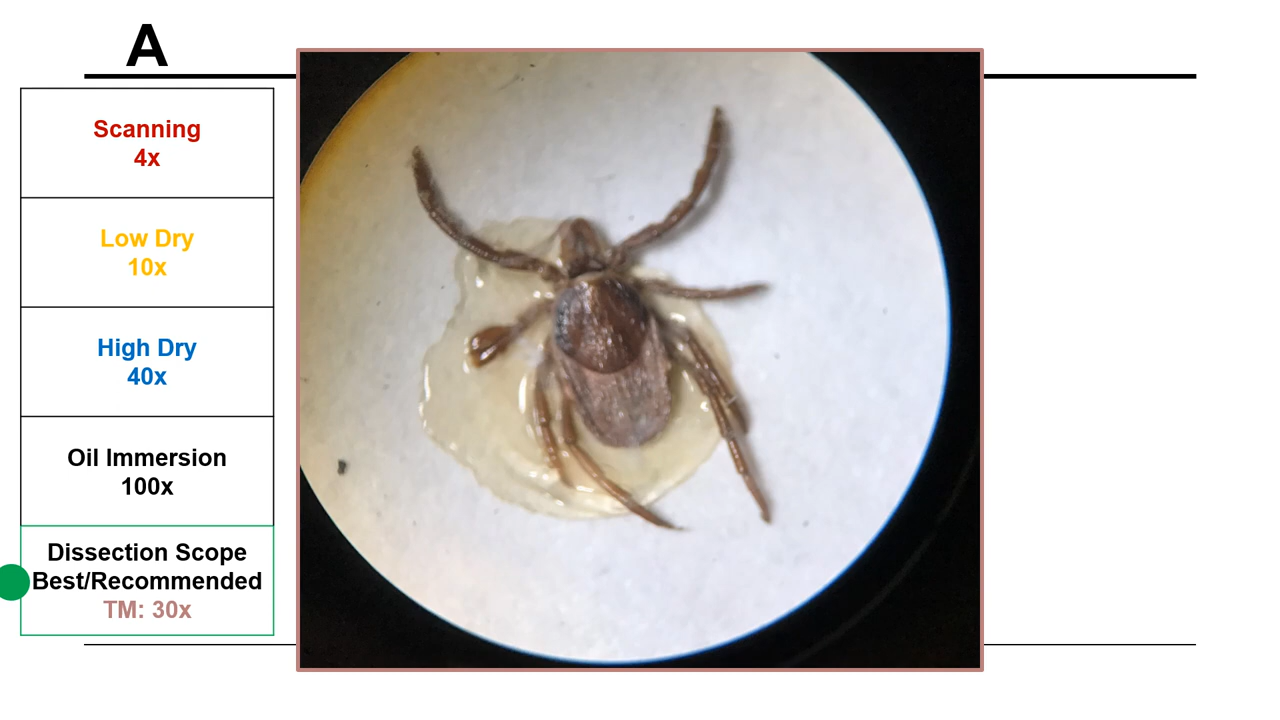 A
Scanning
4x
Low Dry
10x
High Dry
40x
Oil Immersion
100x
Dissection Scope
Best/Recommended
TM: 30x